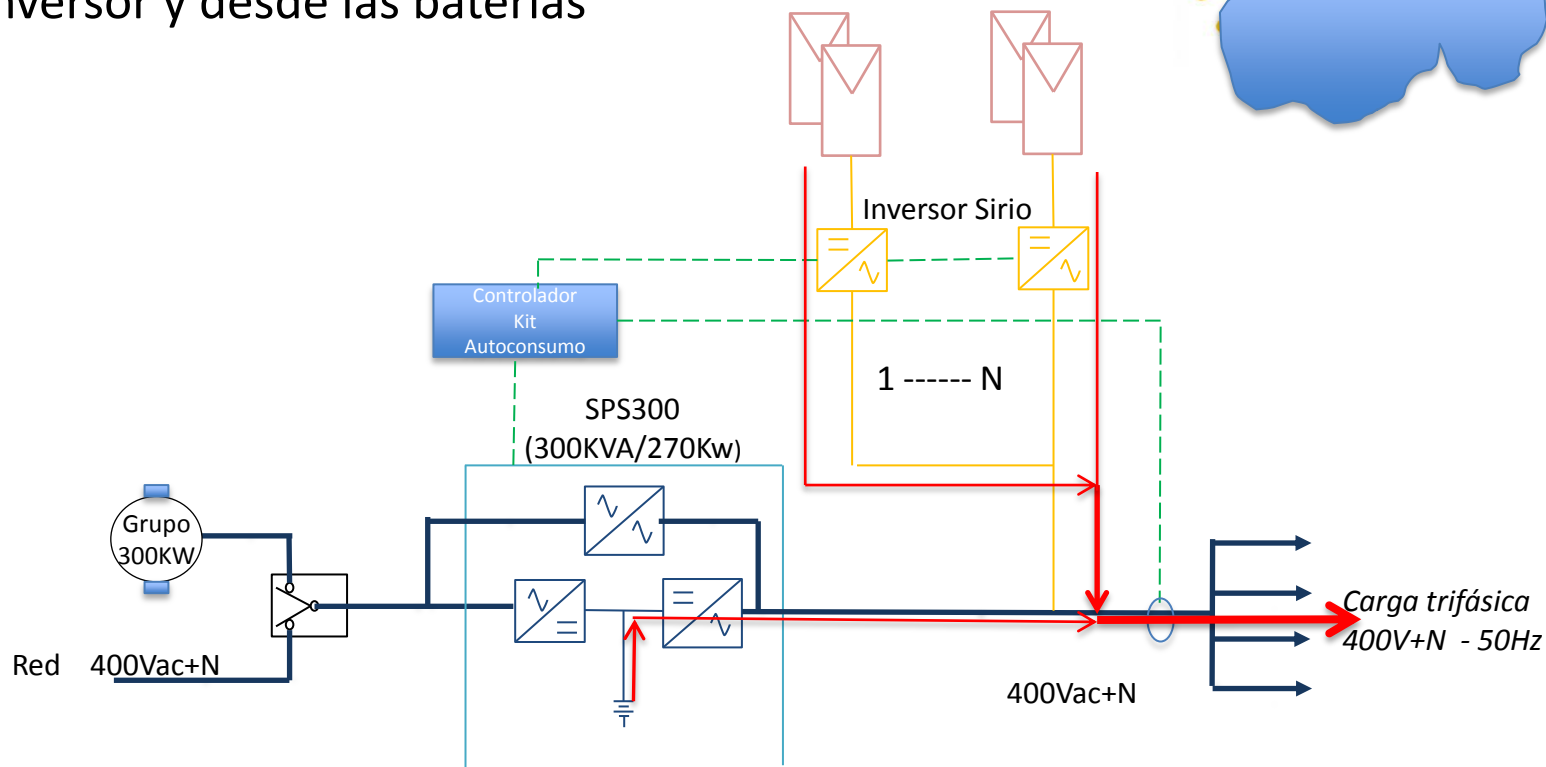 nversor y desde las baterías
Inversor Sirio
Controlador
Kit
Autoconsumo
1 ------ N
SPS300
(300KVA/270Kw)
Grupo
300KW
Carga trifásica
400V+N - 50Hz
Red 400Vac+N
400Vac+N